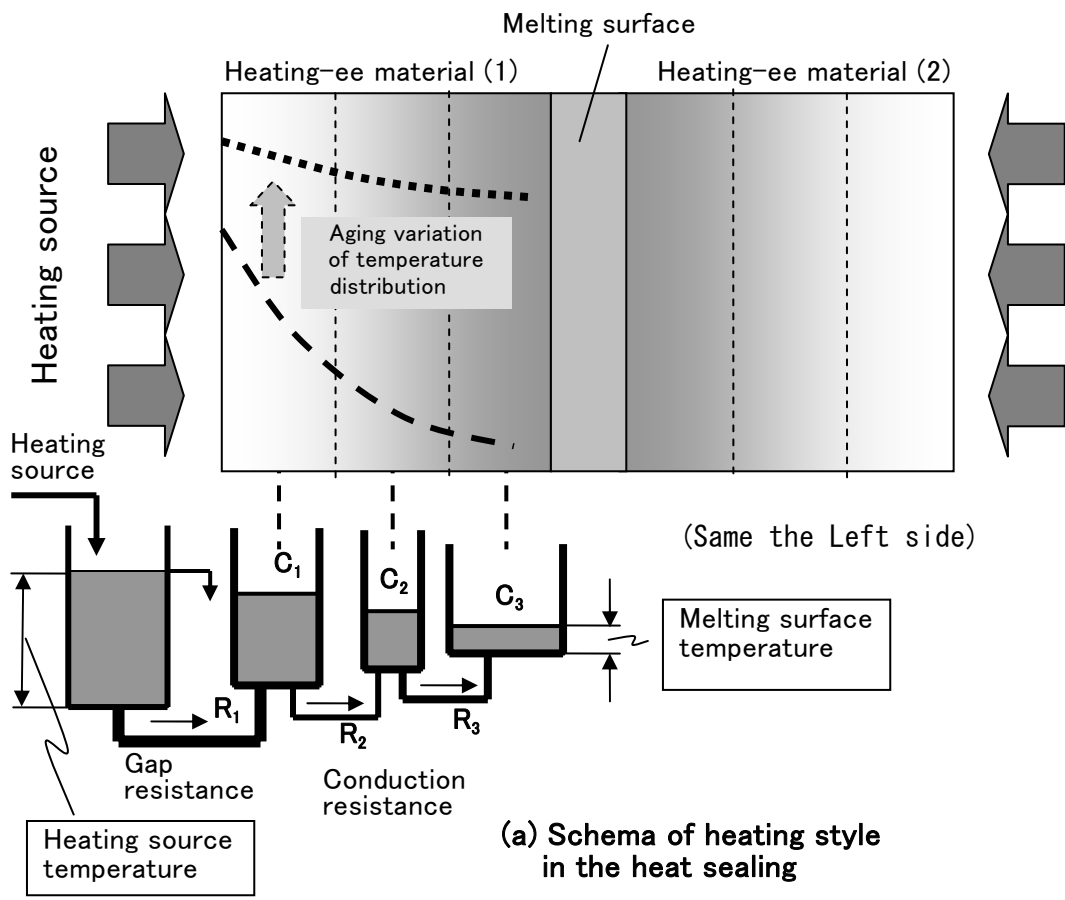 Melting surface
Heating-ee material (1)
Heating-ee material (2)
Heating source
Aging variation
of temperature
distribution
Heating
source
(Same the Left side)
C₁
C₂
C₃
Melting surface
temperature
R₁
R₂
R₃
Gap
resistance
Conduction
resistance
Heating source
temperature
(a) Schema of heating style
in the heat sealing